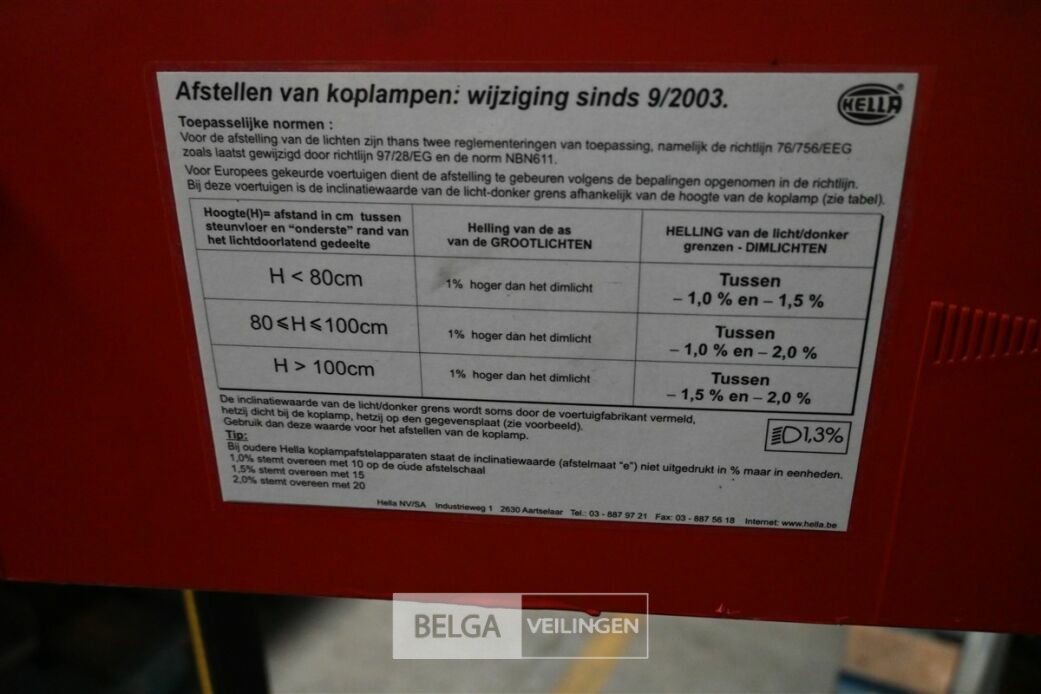 Afstellen van koplampen: wijziging sinds 9/2003.
HELLA®
Toepasselijke normen :
Voor de afstelling van de lichten zijn thans twee reglementeringen van toepassing, namelijk de richtlijn 76/756/EEG
zoals laatst gewijzigd door richtlijn 97/28/EG en de norm NBN611.
Voor Europees gekeurde voertuigen dient de afstelling te gebeuren volgens de bepalingen opgenomen in de richtlijn.
Bij deze voertuigen is de inclinatiewaarde van de licht-donker grens afhankelijk van de hoogte van de koplamp (zie tabel).
Hoogte(H)= afstand in cm tussen
steunvloer en "onderste" rand van
het lichtdoorlatend gedeelte
Helling van de as
van de GROOTLICHTEN
HELLING van de licht/donker
grenzen - DIMLICHTEN
H < 80cm
1% hoger dan het dimlicht
Tussen
– 1,0 % en – 1,5 %
80⩽H⩽100cm
1% hoger dan het dimlicht
Tussen
– 1,0 % en – 2,0 %
H > 100cm
1% hoger dan het dimlicht
Tussen
– 1,5 % en – 2,0 %
De inclinatiewaarde van de licht/donker grens wordt soms door de voertuigfabrikant vermeld,
hetzij dicht bij de koplamp, hetzij op een gegevensplaat (zie voorbeeld).
Gebruik dan deze waarde voor het afstellen van de koplamp.
1,3%
Tip:
Bij oudere Hella koplampafstelapparaten staat de inclinatiewaarde (afstelmaat "e") niet uitgedrukt in % maar in eenheden.
1,0% stemt overeen met 10 op de oude afstelschaal
1,5% stemt overeen met 15
2,0% stemt overeen met 20
Hella NV/SA Industrieweg 1 2630 Aartselaar Tel.: 03 - 887 97 21 Fax: 03 - 887 56 18 Internet: www.hella.be
BELGA VEILINGEN